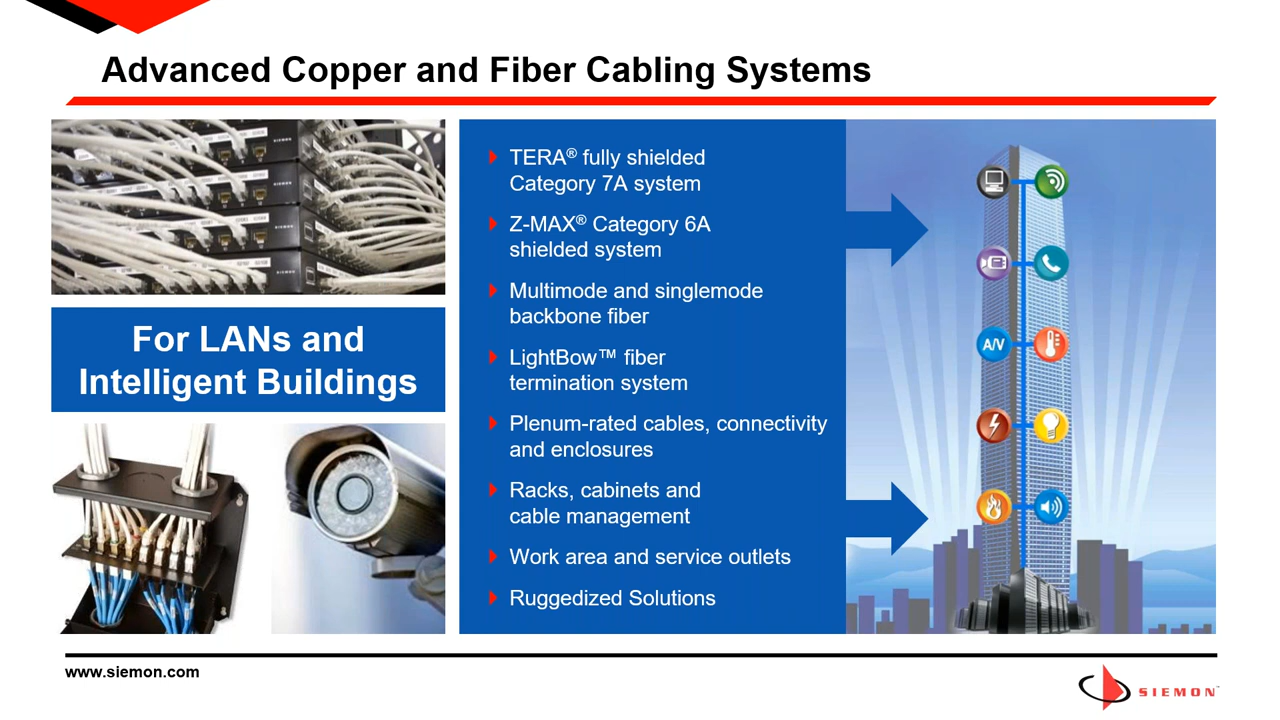 Advanced Copper and Fiber Cabling Systems
For LANs and
Intelligent Buildings
TERA® fully shielded
Category 7A system
Z-MAX® Category 6A
shielded system
Multimode and singlemode
backbone fiber
LightBow™ fiber
termination system
Plenum-rated cables, connectivity
and enclosures
Racks, cabinets and
cable management
Work area and service outlets
Ruggedized Solutions
A/V
www.siemon.com
SIEMON™